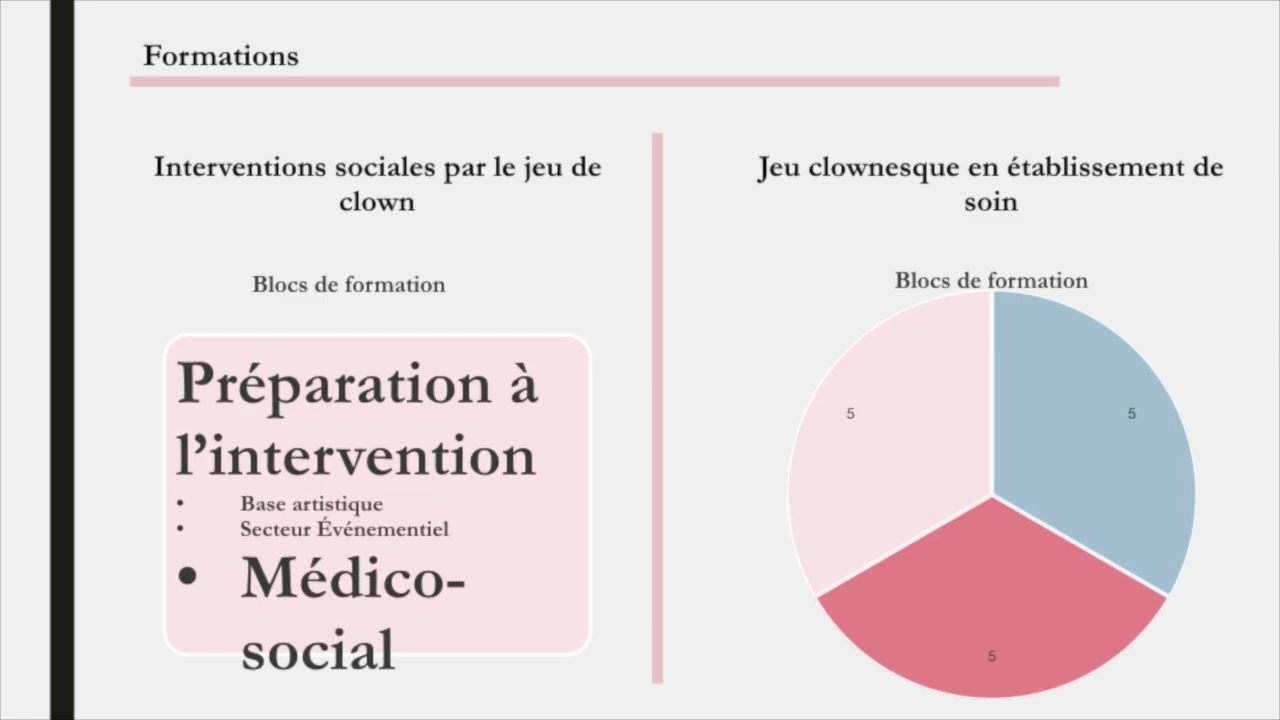 Formations
Interventions sociales par le jeu de
clown
Blocs de formation
Préparation à
l’intervention
• Base artistique
• Secteur Événementiel
• Médico-
social
Jeu clownesque en établissement de
soin
Blocs de formation
5
5
5